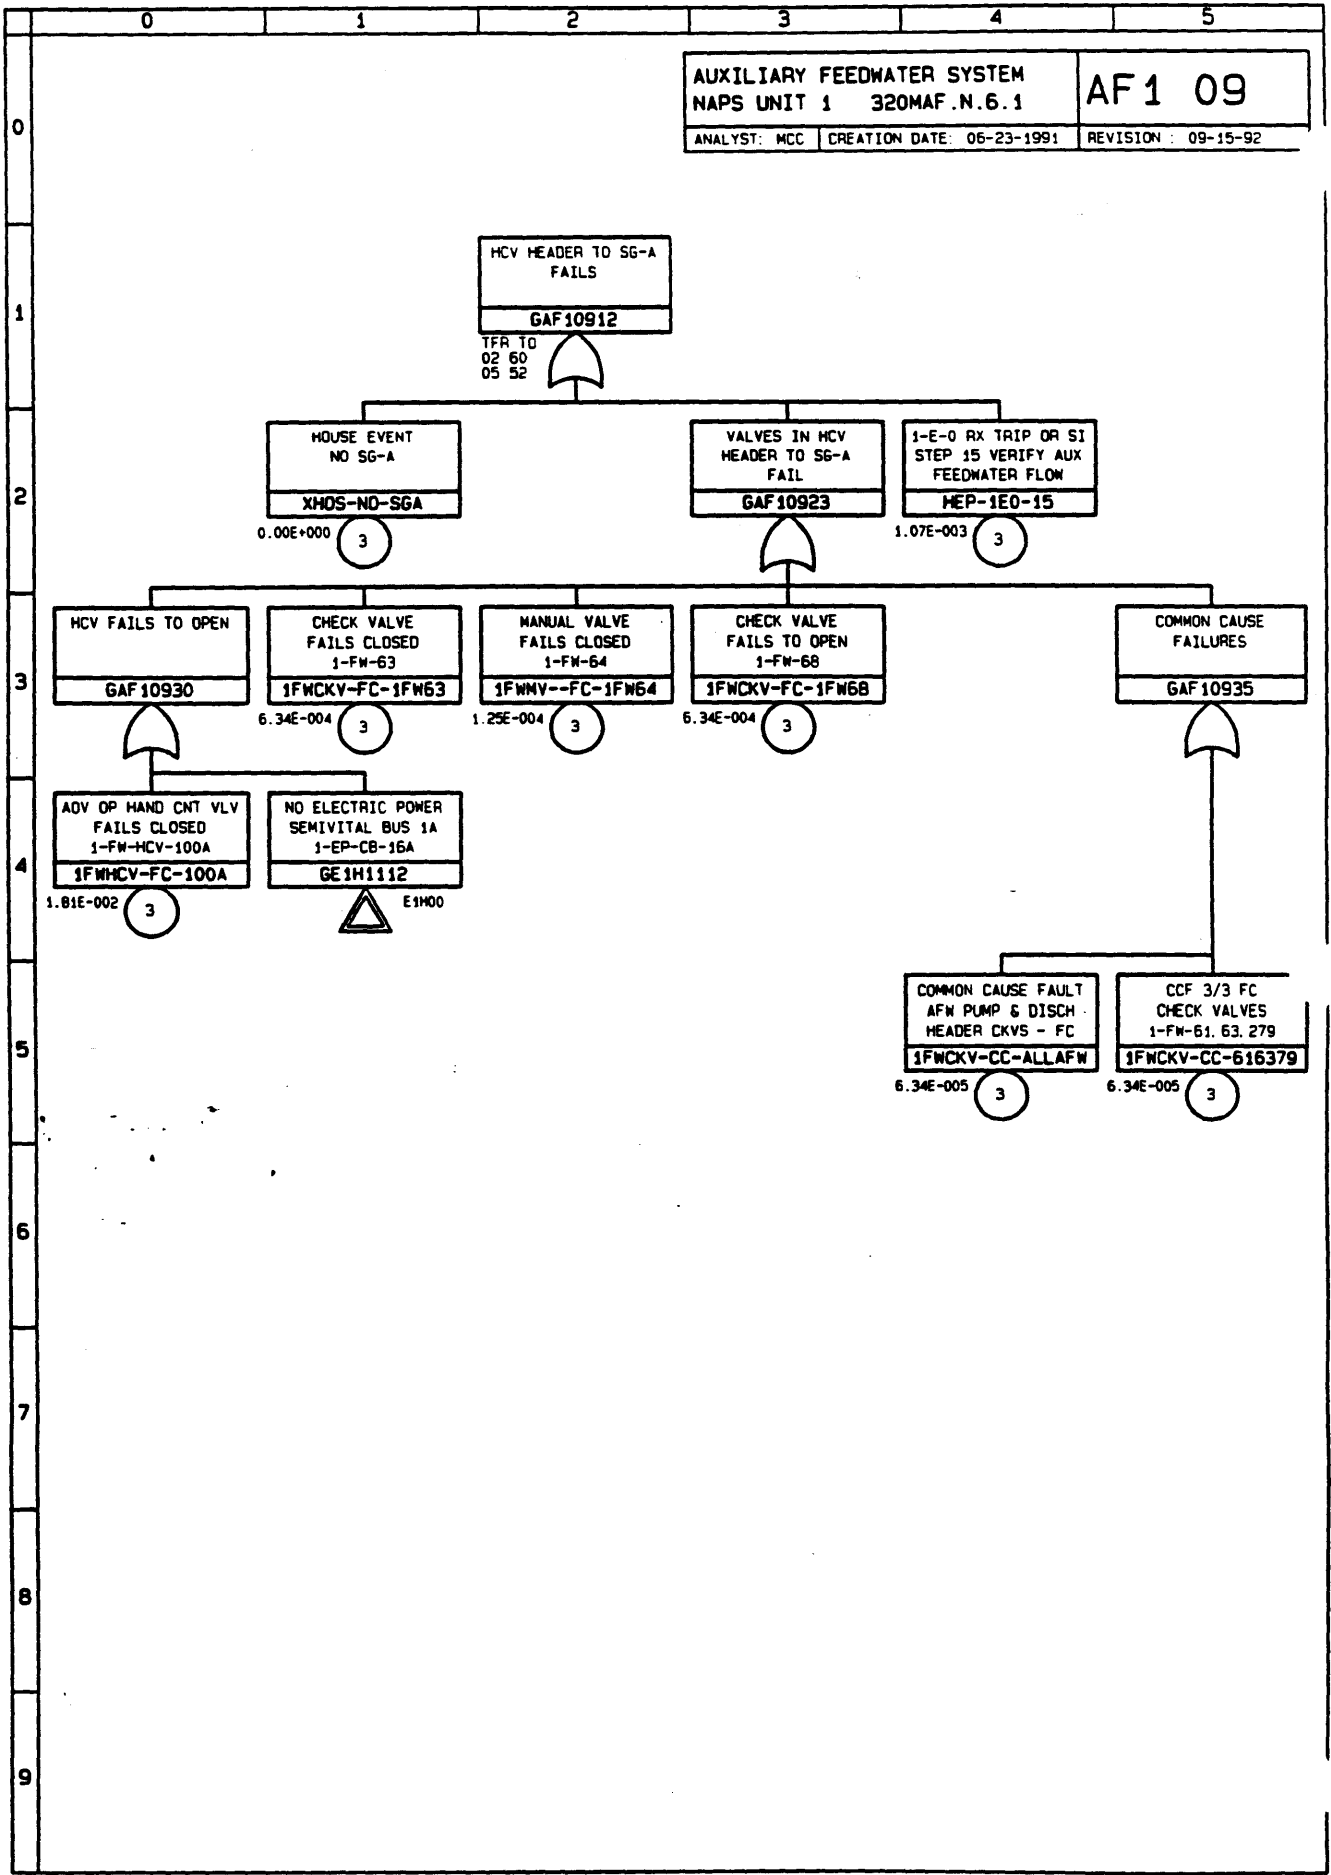 0 1 2 3 4 5
AUXILIARY FEEDWATER SYSTEM
NAPS UNIT 1 320MAF.N.6.1
AF1 09
ANALYST: MCC
CREATION DATE: 06-23-1991
REVISION : 09-15-92
0
HCV HEADER TO SG-A
FAILS
GAF10912
TFR TO
02 60
05 52
1
HOUSE EVENT
NO SG-A
XHOS-NO-SGA
0.00E+000
3
VALVES IN HCV
HEADER TO SG-A
FAIL
GAF10923
1-E-0 RX TRIP OR SI
STEP 15 VERIFY AUX
FEEDWATER FLOW
HEP-1E0-15
1.07E-003
3
2
HCV FAILS TO OPEN
GAF10930
CHECK VALVE
FAILS CLOSED
1-FW-63
1FWCKV-FC-1FW63
6.34E-004
3
MANUAL VALVE
FAILS CLOSED
1-FW-64
1FWMV--FC-1FW64
1.25E-004
3
CHECK VALVE
FAILS TO OPEN
1-FW-68
1FWCKV-FC-1FW68
6.34E-004
3
COMMON CAUSE
FAILURES
GAF10935
3
AOV OP HAND CNT VLV
FAILS CLOSED
1-FW-HCV-100A
1FWHCV-FC-100A
1.81E-002
3
NO ELECTRIC POWER
SEMIVITAL BUS 1A
1-EP-CB-16A
GE1H1112
E1H00
4
COMMON CAUSE FAULT
AFW PUMP & DISCH
HEADER CKVS - FC
1FWCKV-CC-ALLAFW
6.34E-005
3
CCF 3/3 FC
CHECK VALVES
1-FW-61.63.279
1FWCKV-CC-616379
6.34E-005
3
5
6
7
8
9